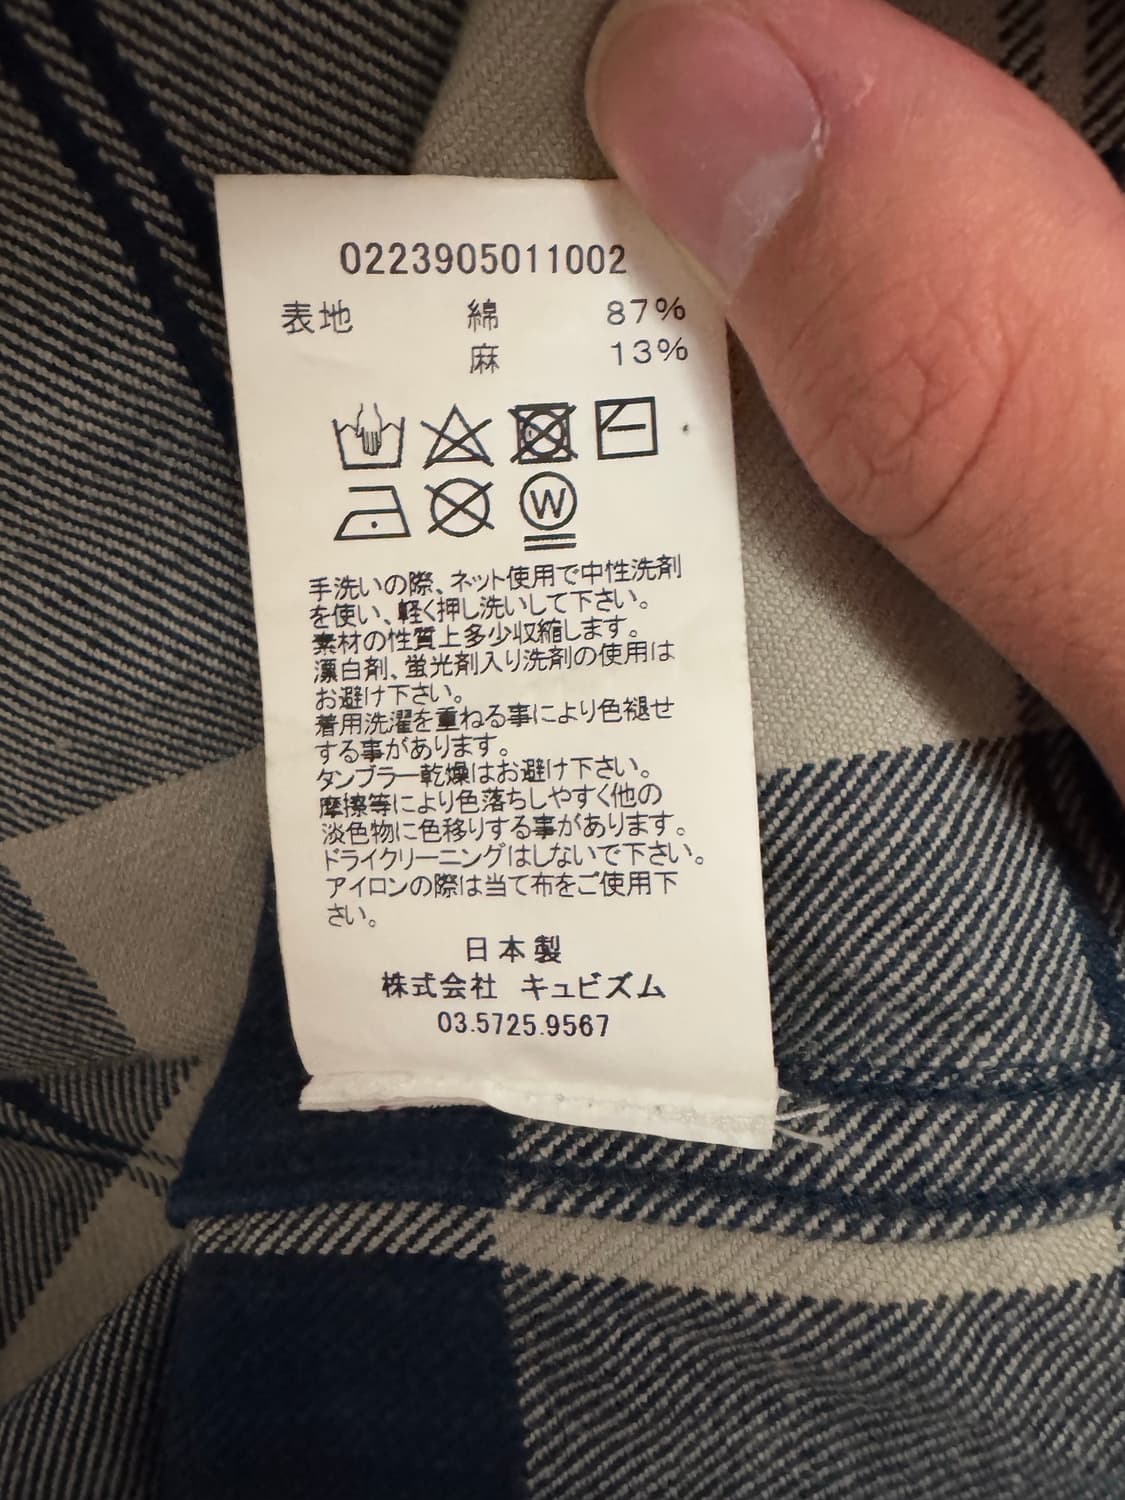 0223905011002
表地 綿 87%
麻 13%
W
手洗いの際、ネット使用で中性洗剤
を使い、軽く押し洗いして下さい。
素材の性質上多少収縮します。
漂白剤、蛍光剤入り洗剤の使用は
お避け下さい。
着用洗濯を重ねる事により色褪せ
する事があります。
タンブラー乾燥はお避け下さい。
摩擦等により色落ちしやすく他の
淡色物に色移りする事があります。
ドライクリーニングはしないで下さい。
アイロンの際は当て布をご使用下
さい。
日本製
株式会社 キュビズム
03.5725.9567